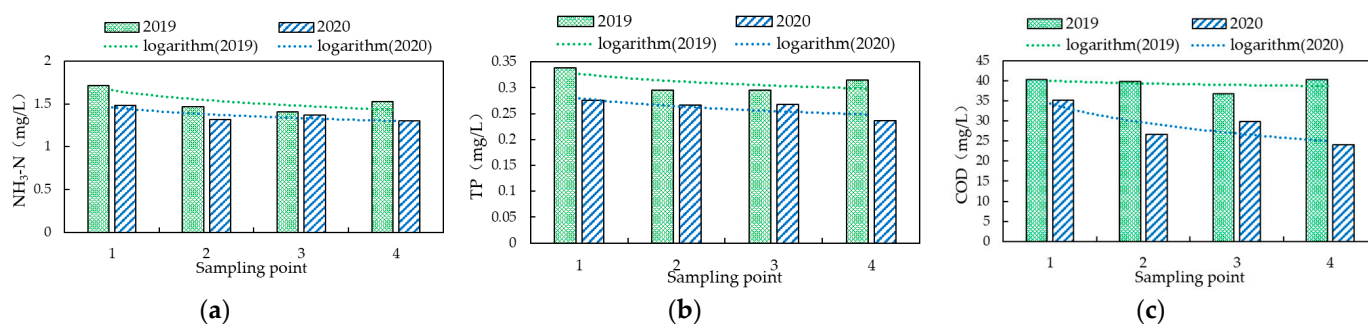 2019 2020
logarithm(2019) logarithm(2020)
2
1.5
1
0.5
0
NH₃-N（mg/L）
1 2 3 4
Sampling point
(a)
2019 2020
logarithm(2019) logarithm(2020)
0.35
0.3
0.25
0.2
0.15
0.1
0.05
0
TP（mg/L）
1 2 3 4
Sampling point
(b)
2019 2020
logarithm(2019) logarithm(2020)
45
40
35
30
25
20
15
10
5
0
COD（mg/L）
1 2 3 4
Sampling point
(c)